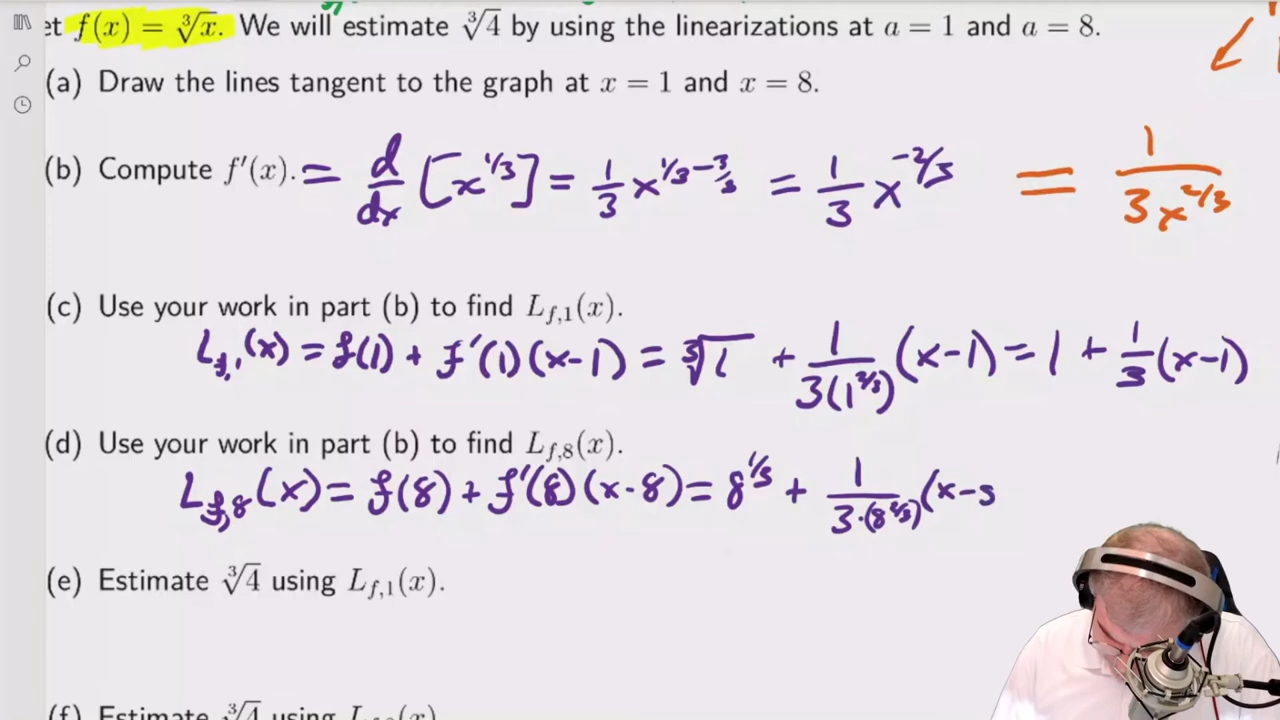 et f(x) = ∛x. We will estimate ∛4 by using the linearizations at a = 1 and a = 8.
(a) Draw the lines tangent to the graph at x = 1 and x = 8.
(b) Compute f′(x). = d/dx [x^{1/3}] = 1/3 x^{1/3 - 3/3} = 1/3 x^{-2/3} = 1/(3x^{2/3})
(c) Use your work in part (b) to find L_{f,1}(x).
L_{f,1}(x) = f(1) + f′(1)(x-1) = ∛1 + 1/(3(1^{2/3})) (x-1) = 1 + 1/3 (x-1)
(d) Use your work in part (b) to find L_{f,8}(x).
L_{f,8}(x) = f(8) + f′(8)(x-8) = 8^{1/3} + 1/(3·(8^{2/3})) (x-
(e) Estimate ∛4 using L_{f,1}(x).
(f) Estimate ∛4 using